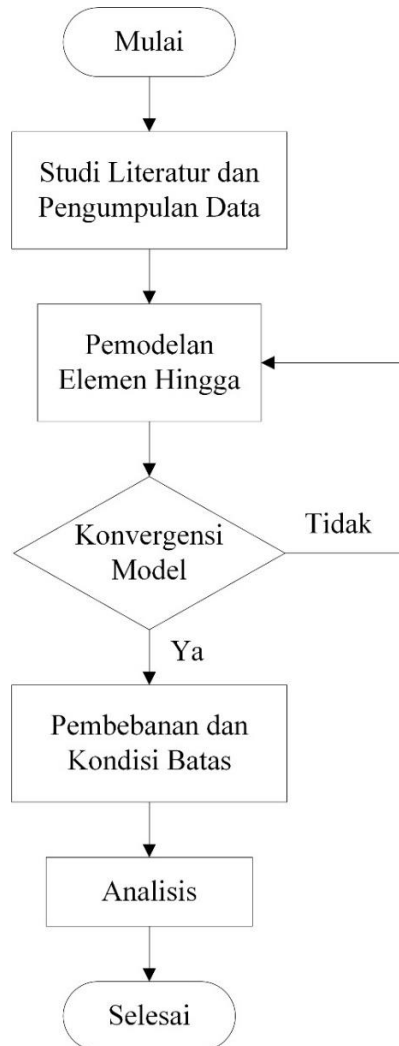 Mulai
Studi Literatur dan
Pengumpulan Data
Pemodelan
Elemen Hingga
Konvergensi
Model
Tidak
Ya
Pembebanan dan
Kondisi Batas
Analisis
Selesai